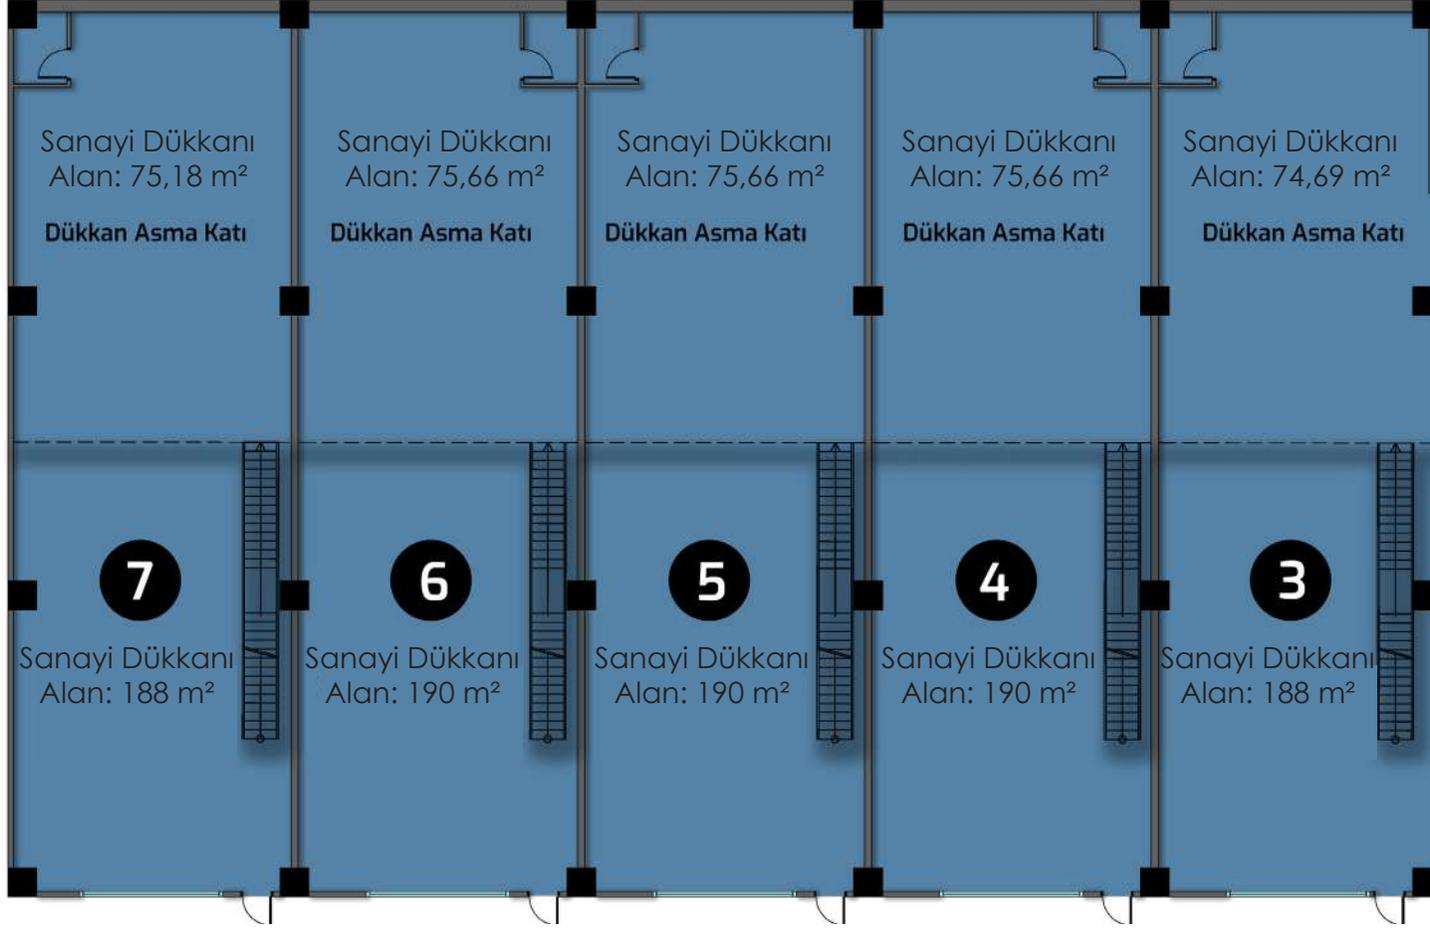 Sanayi Dükkanı
Alan: 75,18 m²
Dükkan Asma Katı
Sanayi Dükkanı
Alan: 75,66 m²
Dükkan Asma Katı
Sanayi Dükkanı
Alan: 75,66 m²
Dükkan Asma Katı
Sanayi Dükkanı
Alan: 75,66 m²
Dükkan Asma Katı
Sanayi Dükkanı
Alan: 74,69 m²
Dükkan Asma Katı
7
Sanayi Dükkanı
Alan: 188 m²
6
Sanayi Dükkanı
Alan: 190 m²
5
Sanayi Dükkanı
Alan: 190 m²
4
Sanayi Dükkanı
Alan: 190 m²
3
Sanayi Dükkanı
Alan: 188 m²